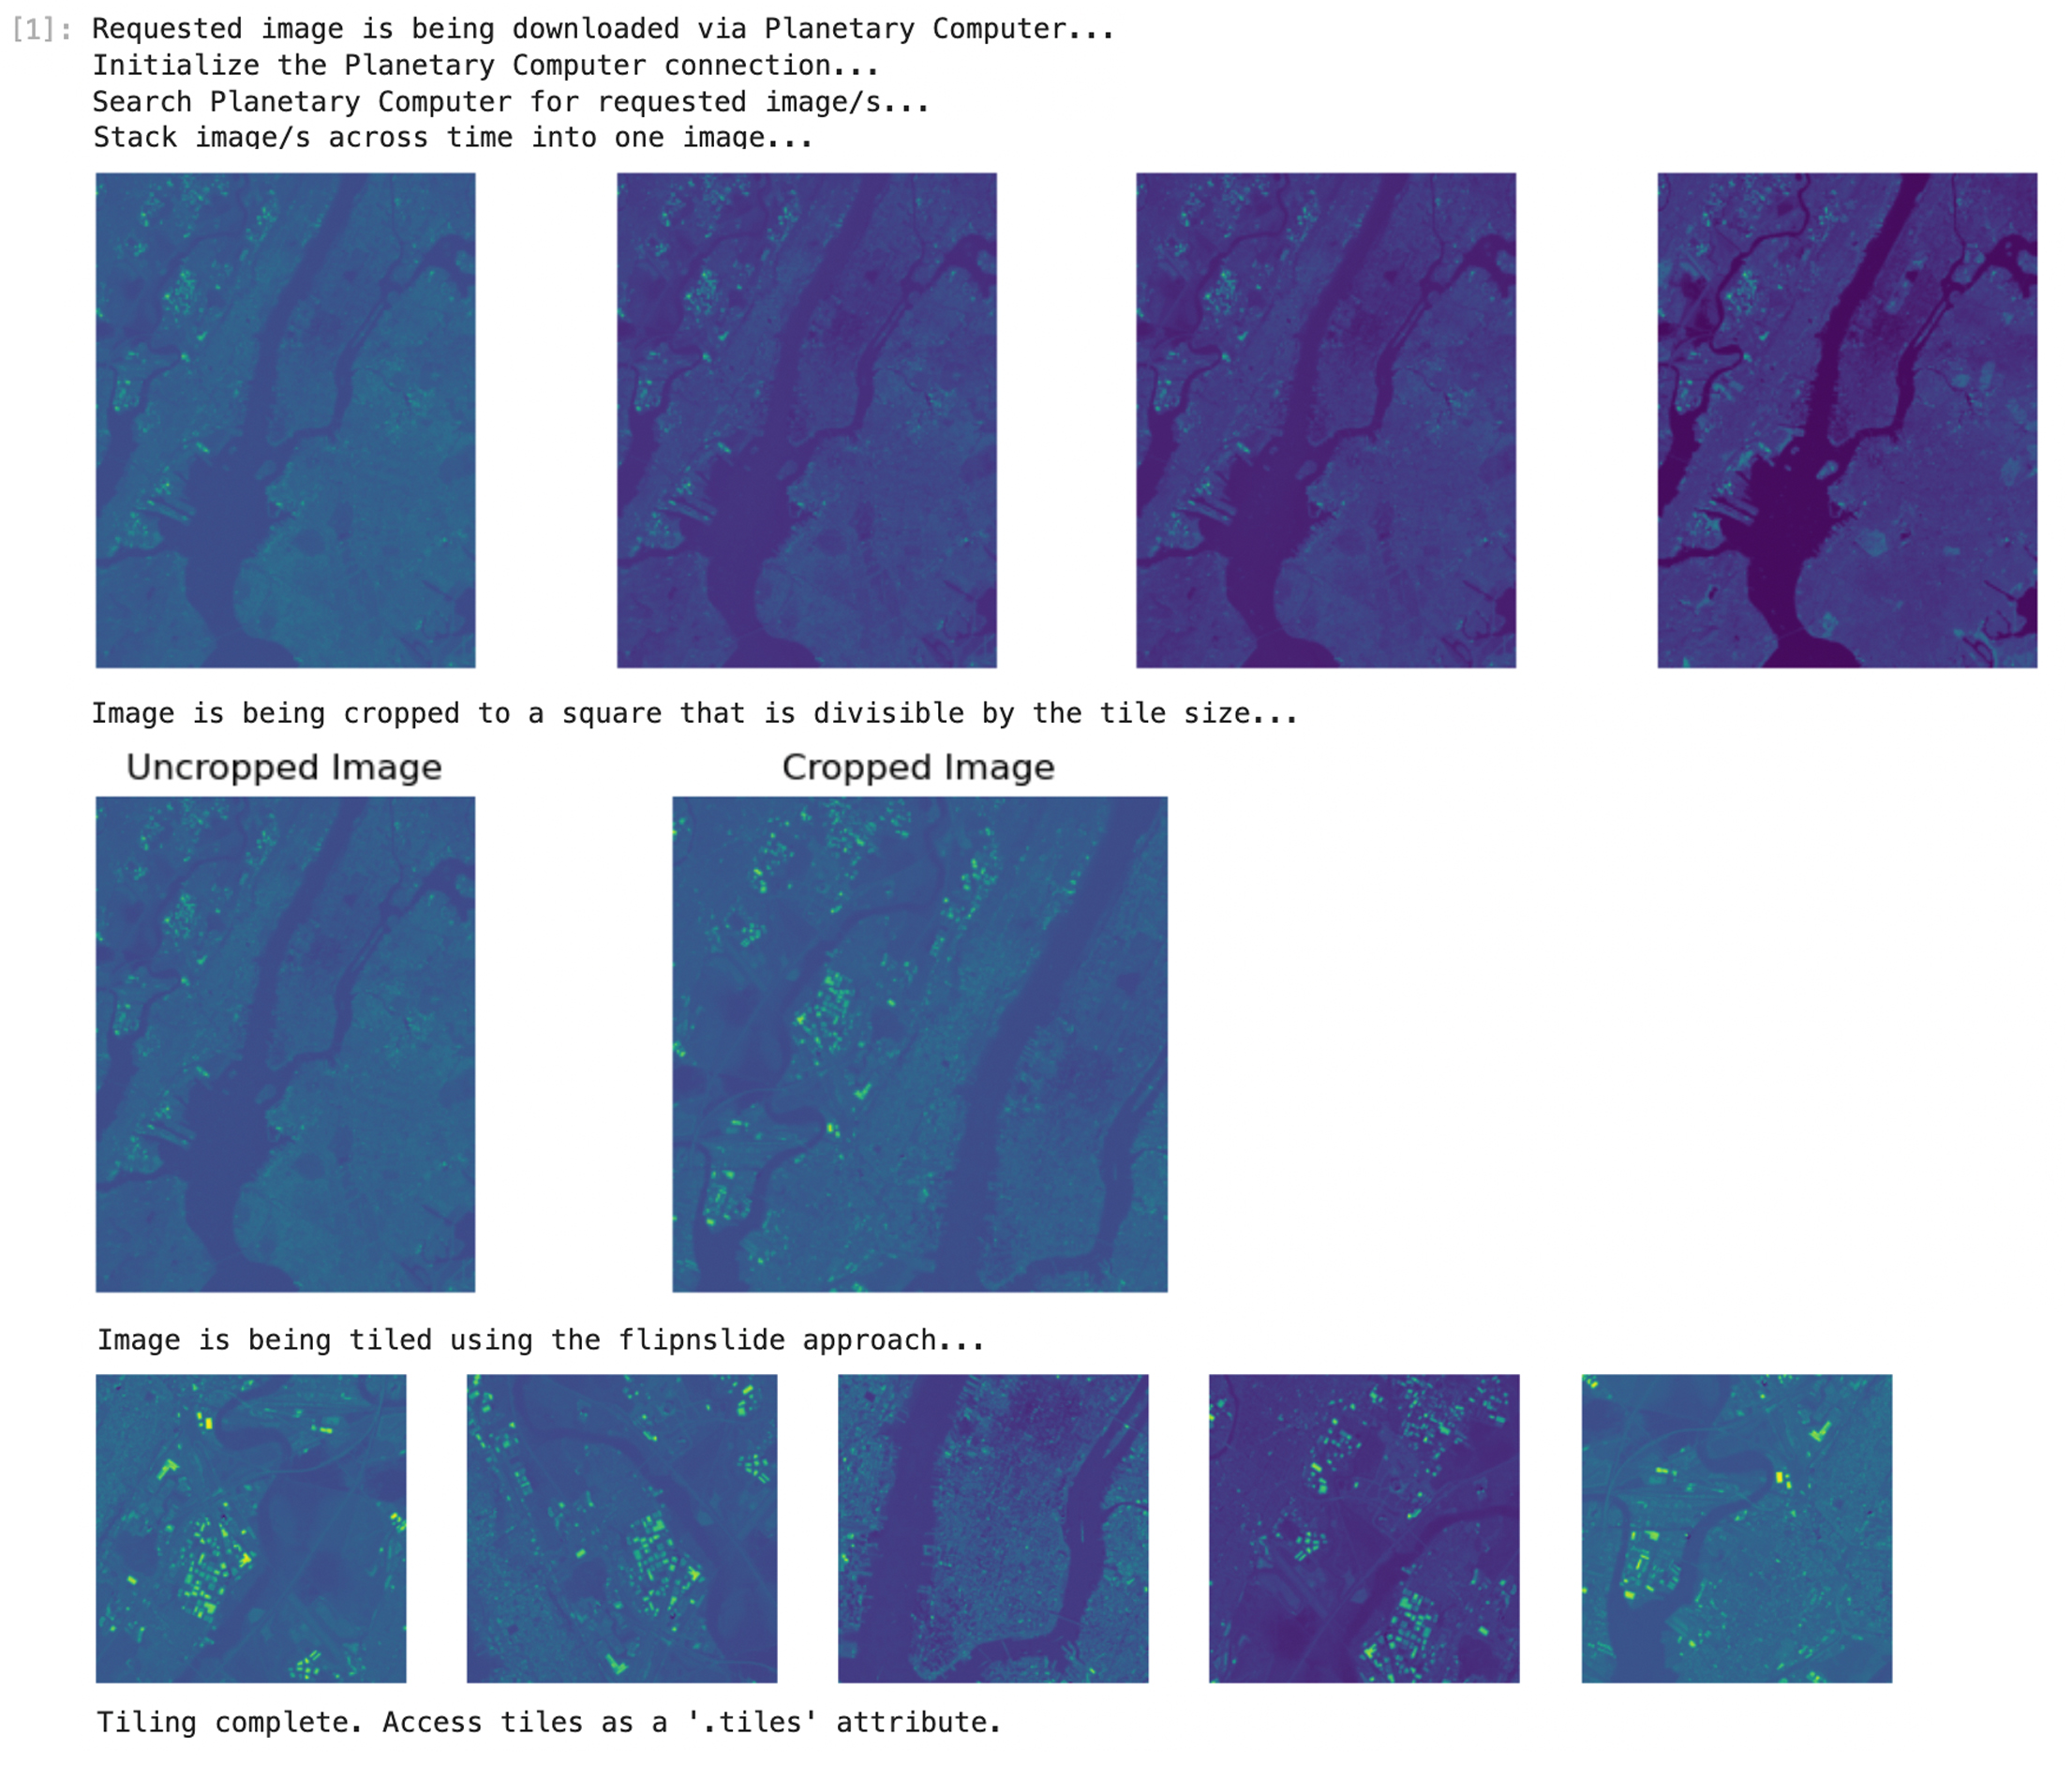 [1]: Requested image is being downloaded via Planetary Computer...
Initialize the Planetary Computer connection...
Search Planetary Computer for requested image/s...
Stack image/s across time into one image...
Image is being cropped to a square that is divisible by the tile size...
Uncropped Image
Cropped Image
Image is being tiled using the flipnslide approach...
Tiling complete. Access tiles as a '.tiles' attribute.